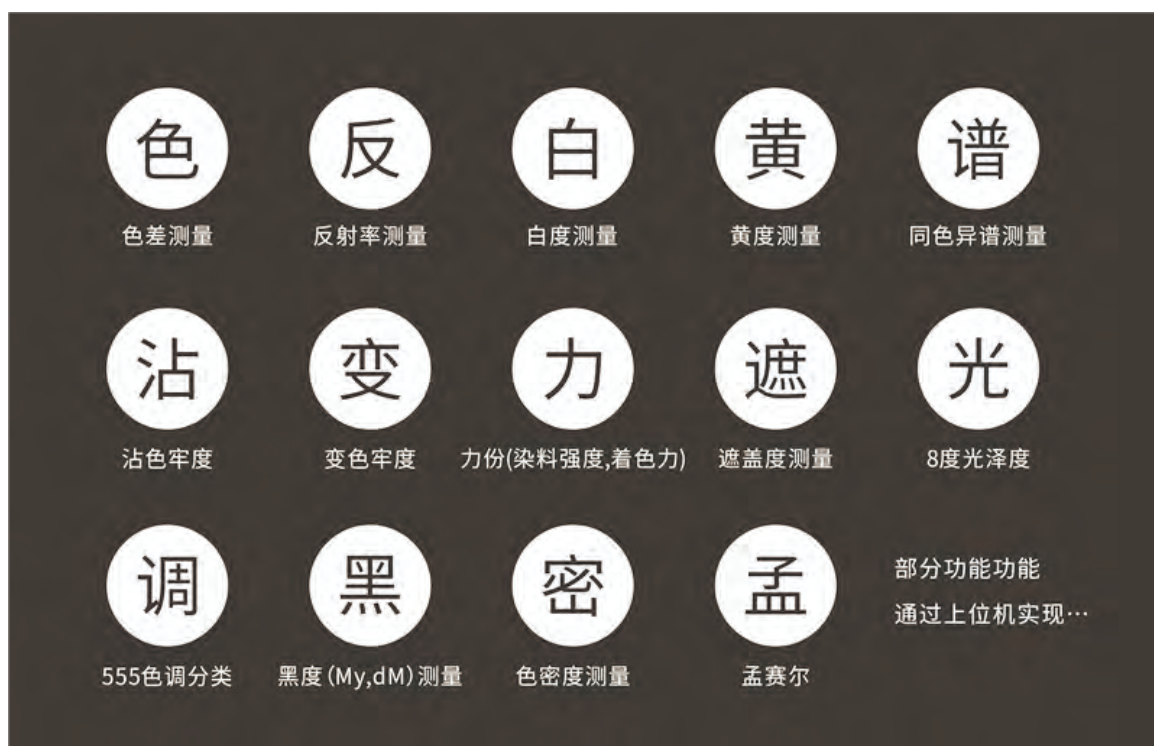 色 反 白 黄 谱
色差测量 反射率测量 白度测量 黄度测量 同色异谱测量
沾 变 力 遮 光
沾色牢度 变色牢度 力份(染料强度,着色力) 遮盖度测量 8度光泽度
调 黑 密 孟
555色调分类 黑度(My,dM)测量 色密度测量 孟赛尔
部分功能功能
通过上位机实现…